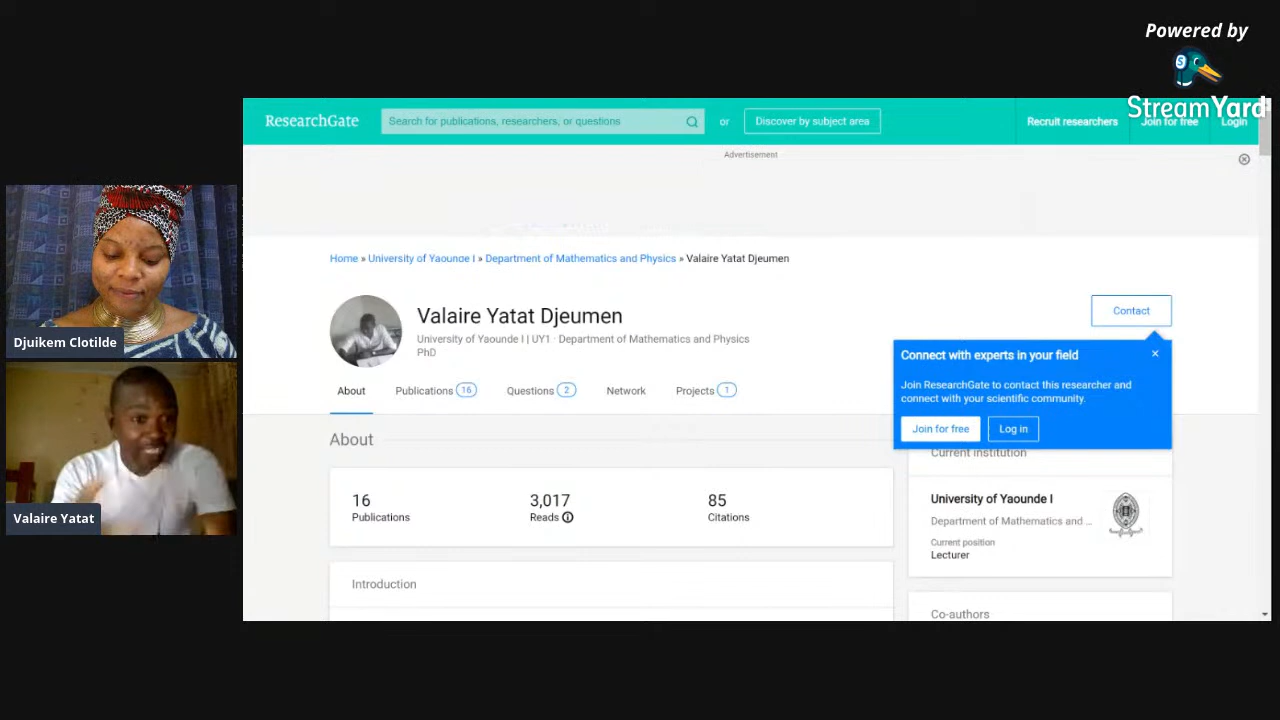 Powered by
StreamYard
ResearchGate
Search for publications, researchers, or questions
or
Discover by subject area
Recruit researchers
Join for free
Login
Advertisement
Home » University of Yaounde I » Department of Mathematics and Physics » Valaire Yatat Djeumen
Valaire Yatat Djeumen
University of Yaounde I | UY1 · Department of Mathematics and Physics
PhD
Contact
Connect with experts in your field
Join ResearchGate to contact this researcher and
connect with your scientific community.
Join for free
Log in
About
Publications 16
Questions 2
Network
Projects 1
About
16
Publications
3,017
Reads
85
Citations
Introduction
Current institution
University of Yaounde I
Department of Mathematics and ...
Current position
Lecturer
Co-authors
Djuikem Clotilde
Valaire Yatat